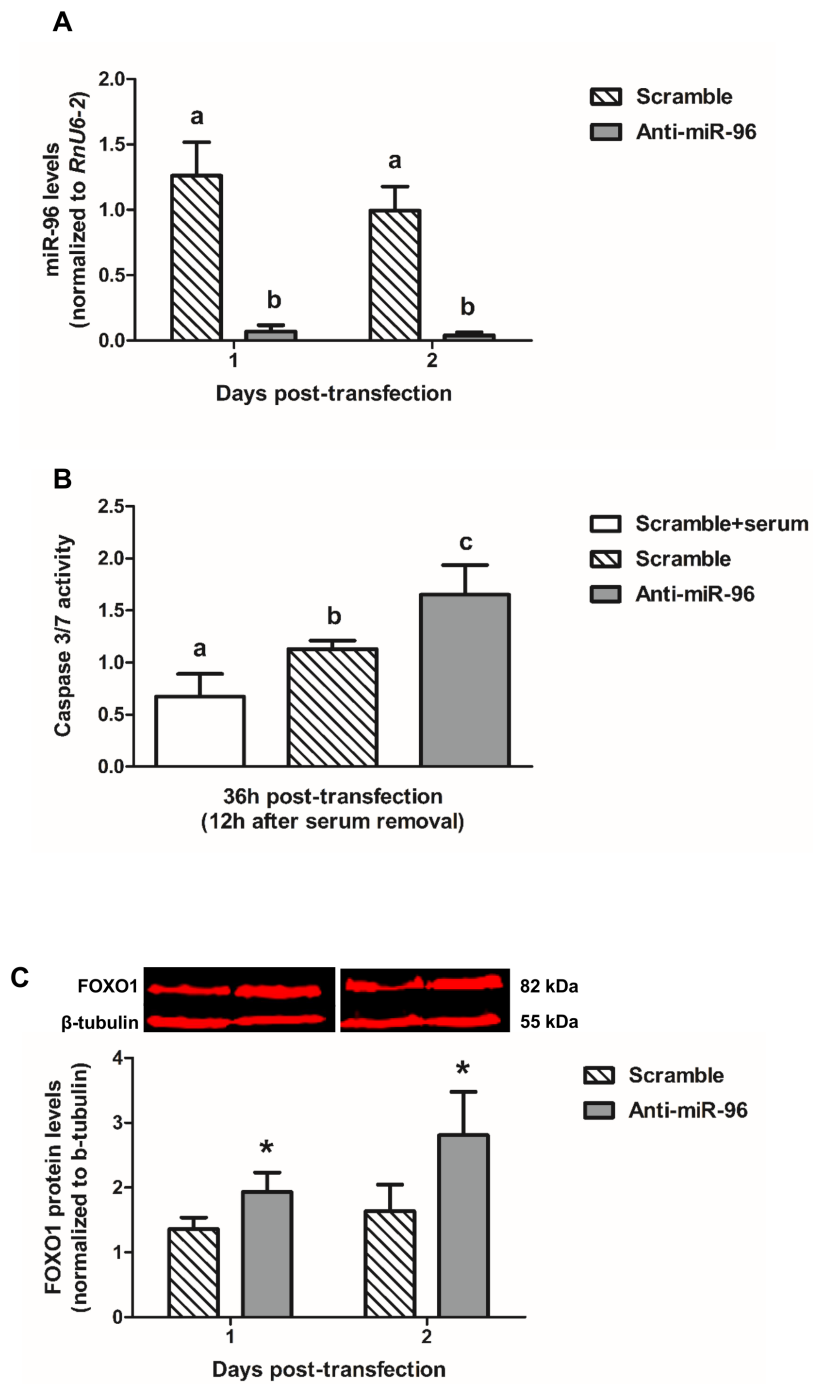 A
2.0
1.5
1.0
0.5
0.0
miR-96 levels
(normalized to RnU6-2)
a
b
a
b
1
2
Days post-transfection
Scramble
Anti-miR-96
B
2.5
2.0
1.5
1.0
0.5
0.0
Caspase 3/7 activity
a
b
c
36h post-transfection
(12h after serum removal)
Scramble+serum
Scramble
Anti-miR-96
C
FOXO1
82 kDa
β-tubulin
55 kDa
4
3
2
1
0
FOXO1 protein levels
(normalized to b-tubulin)
*
*
1
2
Days post-transfection
Scramble
Anti-miR-96